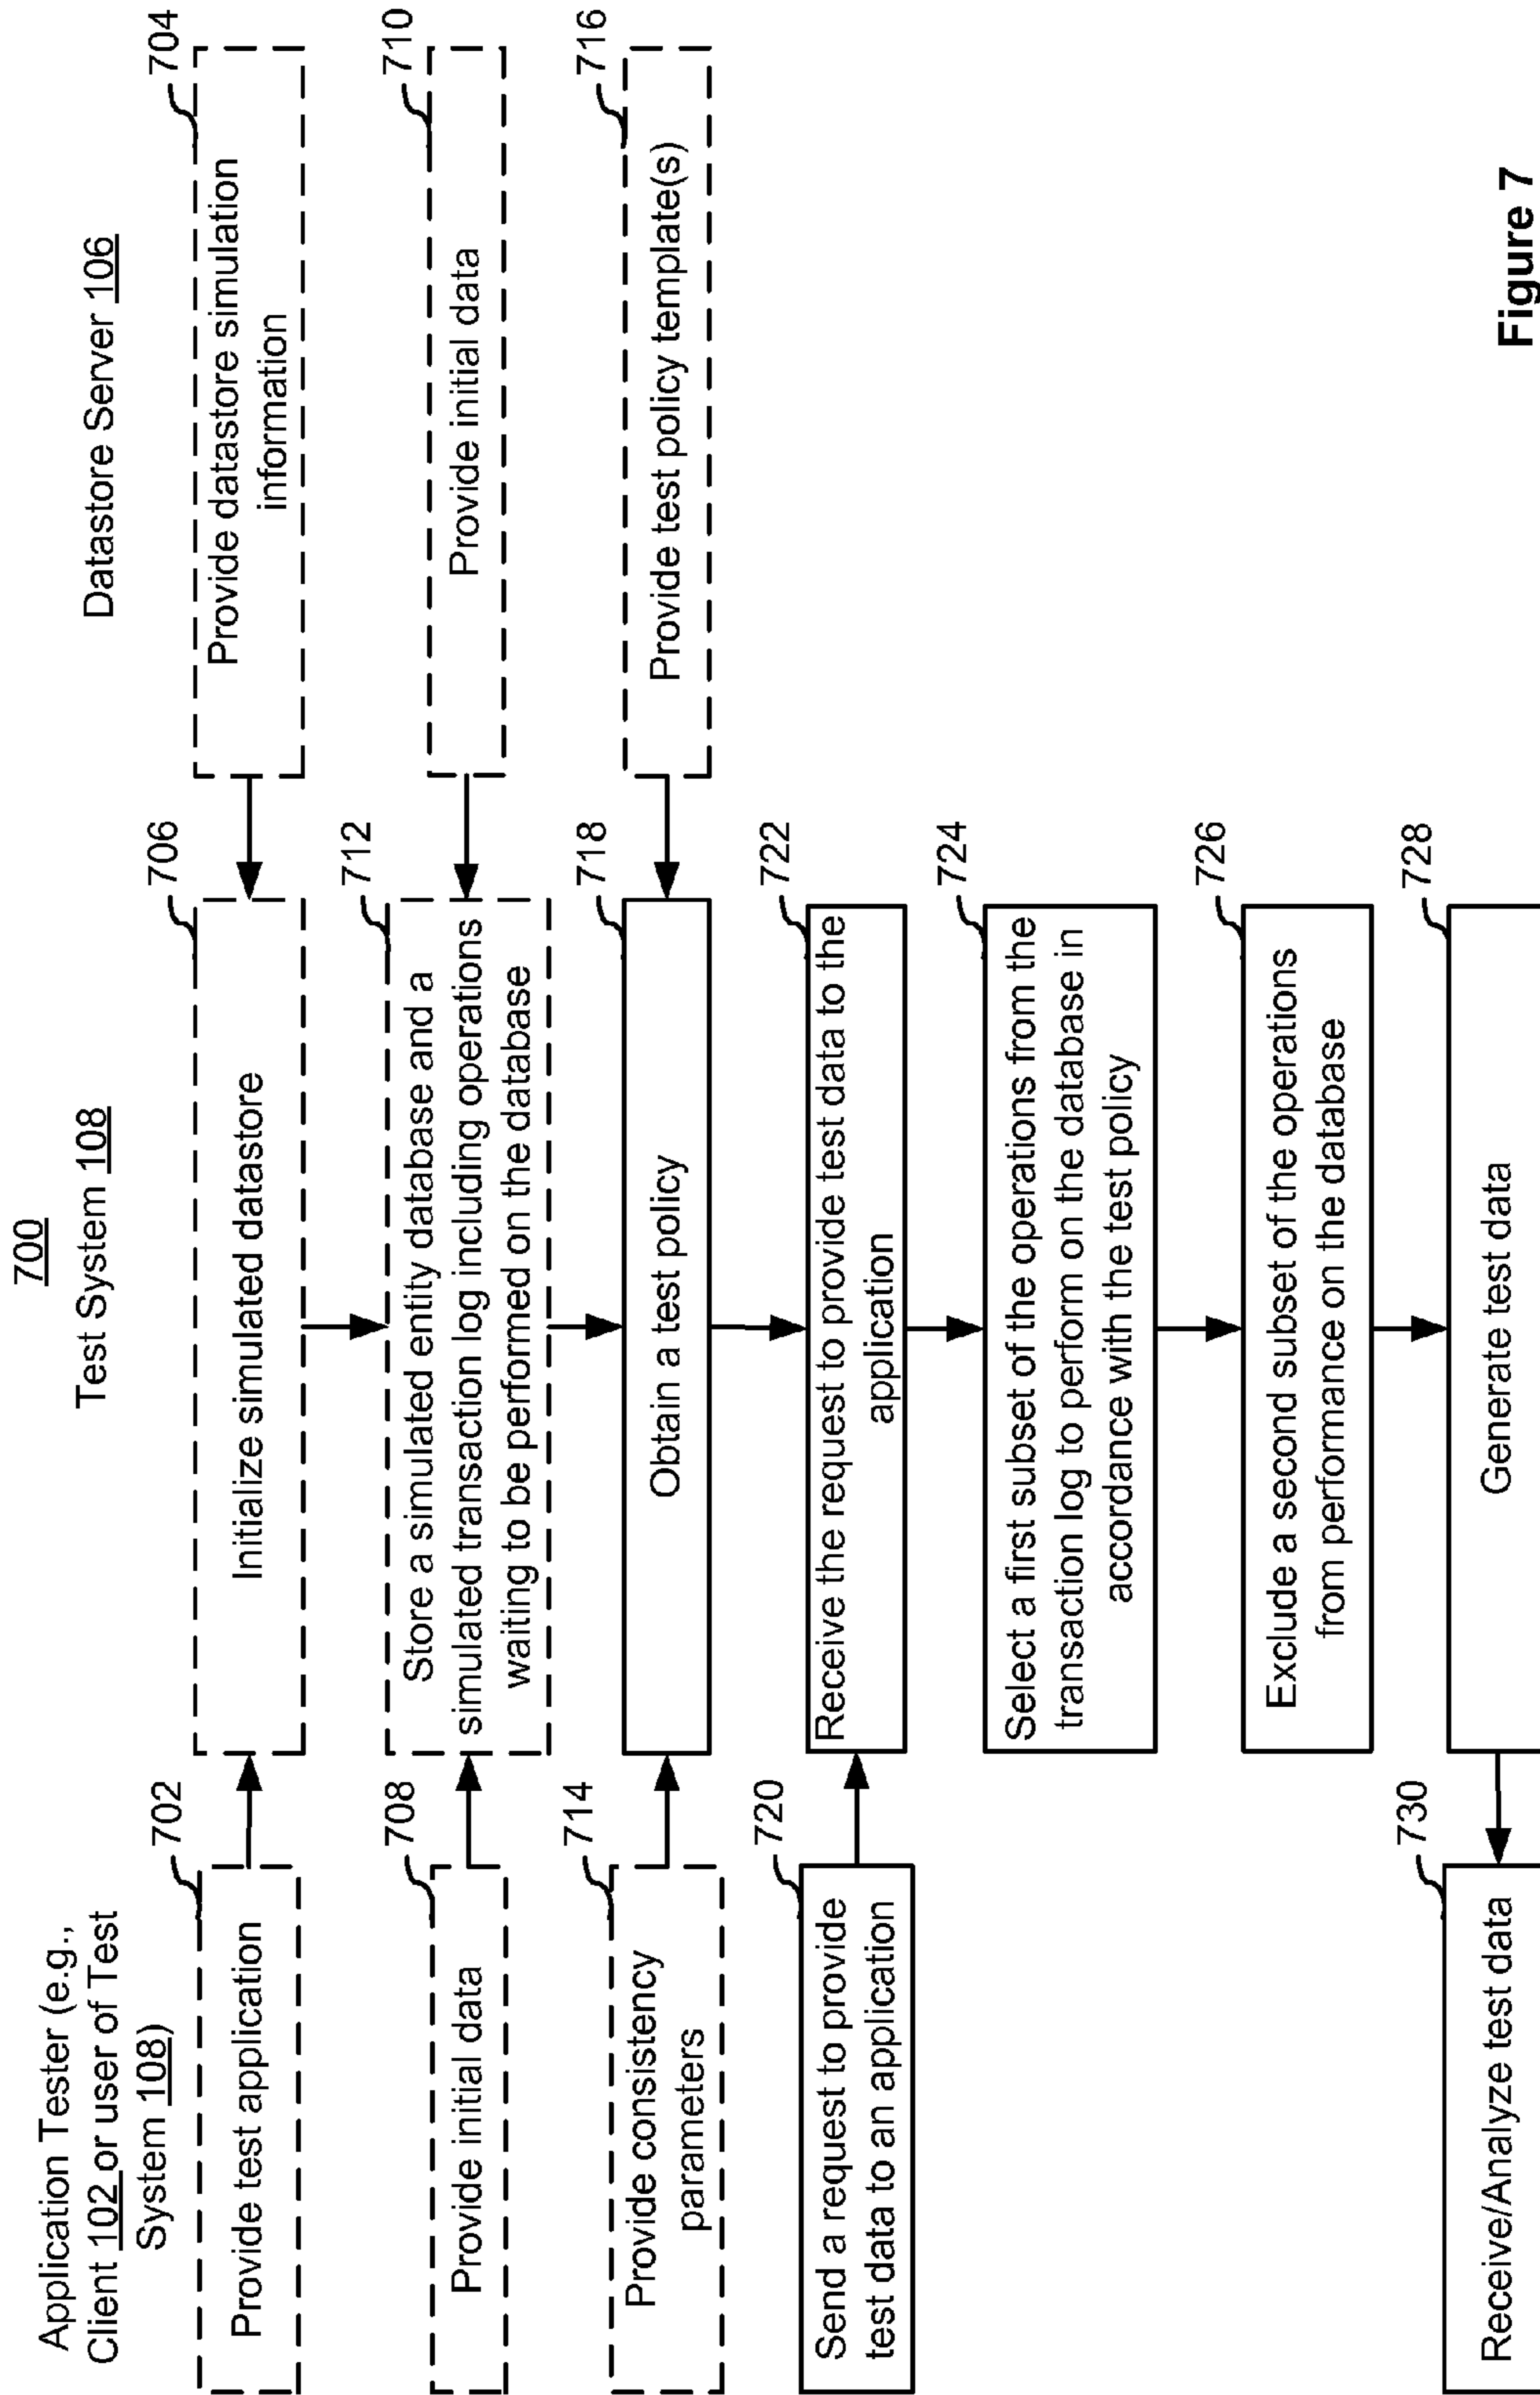 700
Application Tester (e.g.,
Client 102 or user of Test
System 108)
Test System 108
Datastore Server 106
702
Provide test application
706
Initialize simulated datastore
704
Provide datastore simulation
information
708
Provide initial data
712
Store a simulated entity database and a
simulated transaction log including operations
waiting to be performed on the database
710
Provide initial data
714
Provide consistency
parameters
718
Obtain a test policy
716
Provide test policy template(s)
720
Send a request to provide
test data to an application
722
Receive the request to provide test data to the
application
724
Select a first subset of the operations from the
transaction log to perform on the database in
accordance with the test policy
726
Exclude a second subset of the operations
from performance on the database
728
Generate test data
730
Receive/Analyze test data
Figure 7